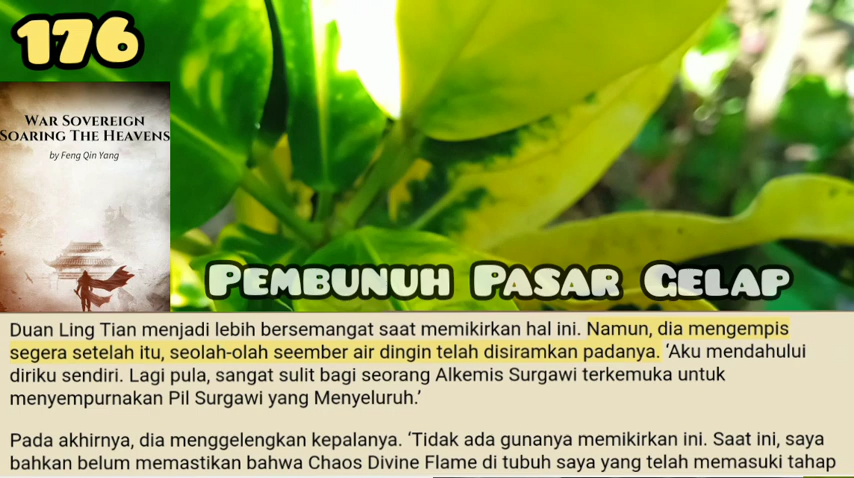 176
WAR SOVEREIGN
SOARING THE HEAVENS
by Feng Qin Yang
PEMBUNUH PASAR GELAP
Duan Ling Tian menjadi lebih bersemangat saat memikirkan hal ini. Namun, dia mengempis
segera setelah itu, seolah-olah seember air dingin telah disiramkan padanya. ‘Aku mendahului
diriku sendiri. Lagi pula, sangat sulit bagi seorang Alkemis Surgawi terkemuka untuk
menyempurnakan Pil Surgawi yang Menyeluruh.’
Pada akhirnya, dia menggelengkan kepalanya. ‘Tidak ada gunanya memikirkan ini. Saat ini, saya
bahkan belum memastikan bahwa Chaos Divine Flame di tubuh saya yang telah memasuki tahap